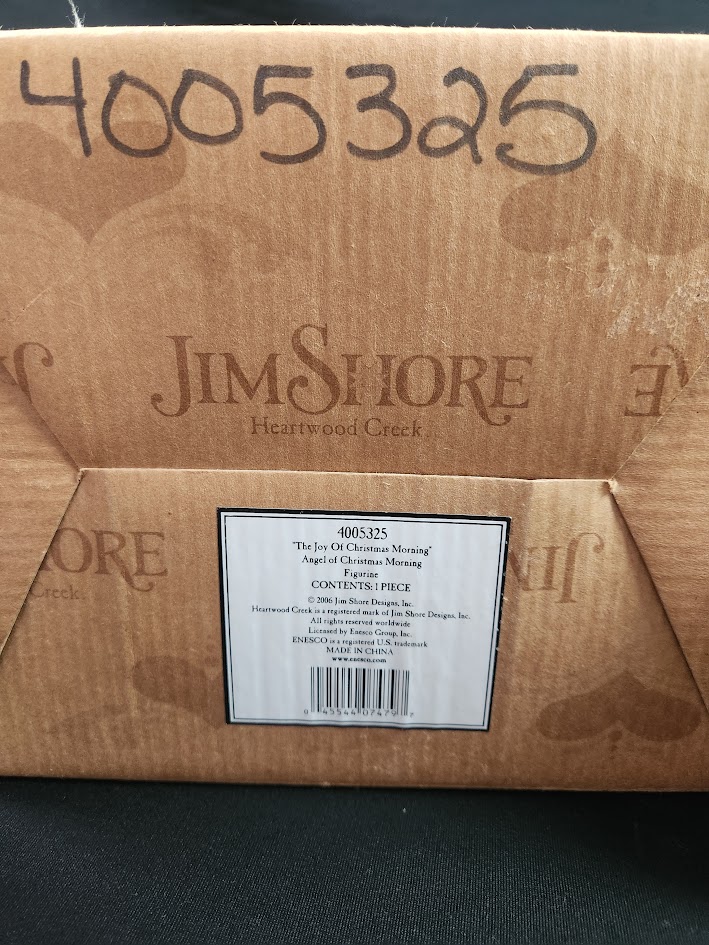 4005325
JIM SHORE
Heartwood Creek
ORE
Creek
4005325
"The Joy Of Christmas Morning"
Angel of Christmas Morning
Figurine
CONTENTS: 1 PIECE
© 2006 Jim Shore Designs, Inc.
Heartwood Creek is a registered mark of Jim Shore Designs, Inc.
All rights reserved worldwide
Licensed by Enesco Group, Inc.
ENESCO is a registered U.S. trademark
MADE IN CHINA
www.enesco.com